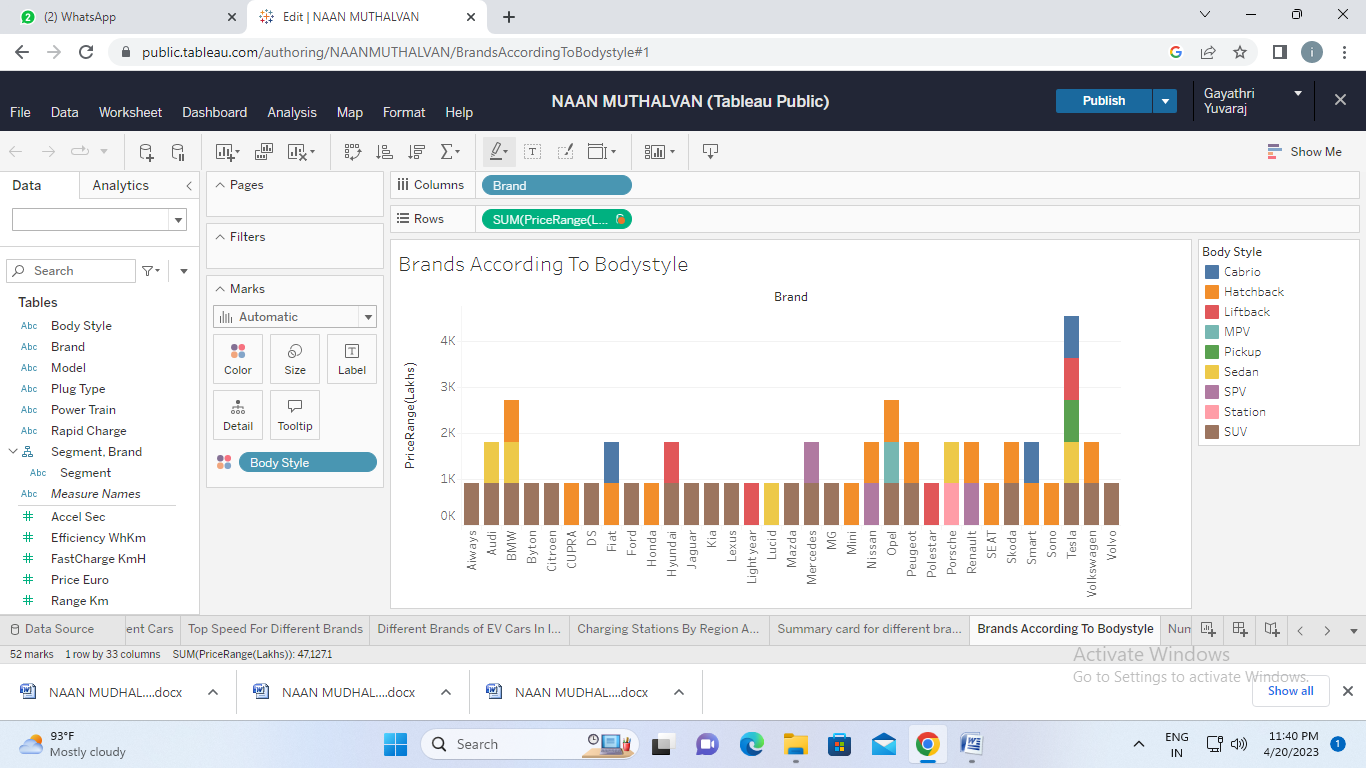 (2) WhatsApp
Edit | NAAN MUTHALVAN
public.tableau.com/authoring/NAANMUTHALVAN/BrandsAccordingToBodystyle#1
NAAN MUTHALVAN (Tableau Public)
Publish
Gayathri
Yuvaraj
File Data Worksheet Dashboard Analysis Map Format Help
Show Me
Data Analytics
Pages
Columns Brand
Rows SUM(PriceRange(L...
Filters
Search
Tables
Abc Body Style
Abc Brand
Abc Model
Abc Plug Type
Abc Power Train
Abc Rapid Charge
Segment, Brand
Abc Segment
Abc Measure Names
Accel Sec
Efficiency WhKm
FastCharge KmH
Price Euro
Range Km
Marks
Automatic
Color Size Label
Detail Tooltip
Body Style
Brands According To Bodystyle
Brand
PriceRange(Lakhs)
4K
3K
2K
1K
0K
Aiways
Audi
BMW
Byton
Citroen
CUPRA
DS
Fiat
Ford
Honda
Hyundai
Jaguar
Kia
Lexus
Lightyear
Lucid
Mazda
Mercedes
MG
Mini
Nissan
Opel
Peugeot
Polestar
Porsche
Renault
SEAT
Skoda
Smart
Sono
Tesla
Volkswagen
Volvo
Body Style
Cabrio
Hatchback
Liftback
MPV
Pickup
Sedan
SPV
Station
SUV
Data Source ent Cars Top Speed For Different Brands Different Brands of EV Cars In I... Charging Stations By Region A... Summary card for different bra... Brands According To Bodystyle Num
52 marks 1 row by 33 columns SUM(PriceRange(Lakhs)): 47,127.1
Activate Windows
Go to Settings to activate Windows.
NAAN MUDHAL....docx NAAN MUDHAL....docx NAAN MUDHAL....docx Show all
93°F
Mostly cloudy
Search
ENG
IN
11:40 PM
4/20/2023
1